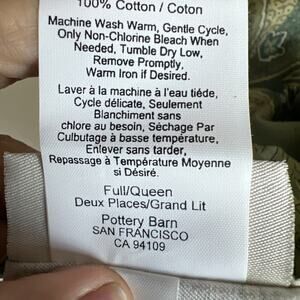 100% Cotton / Coton
Machine Wash Warm, Gentle Cycle,
Only Non-Chlorine Bleach When
Needed, Tumble Dry Low,
Remove Promptly,
Warm Iron if Desired.
Laver à la machine à l'eau tiède,
Cycle délicate, Seulement
Blanchiment sans
chlore au besoin, Séchage Par
Culbutage à basse température,
Enlever sans tarder,
Repassage à Température Moyenne
si Désiré.
Full/Queen
Deux Places/Grand Lit
Pottery Barn
SAN FRANCISCO
CA 94109